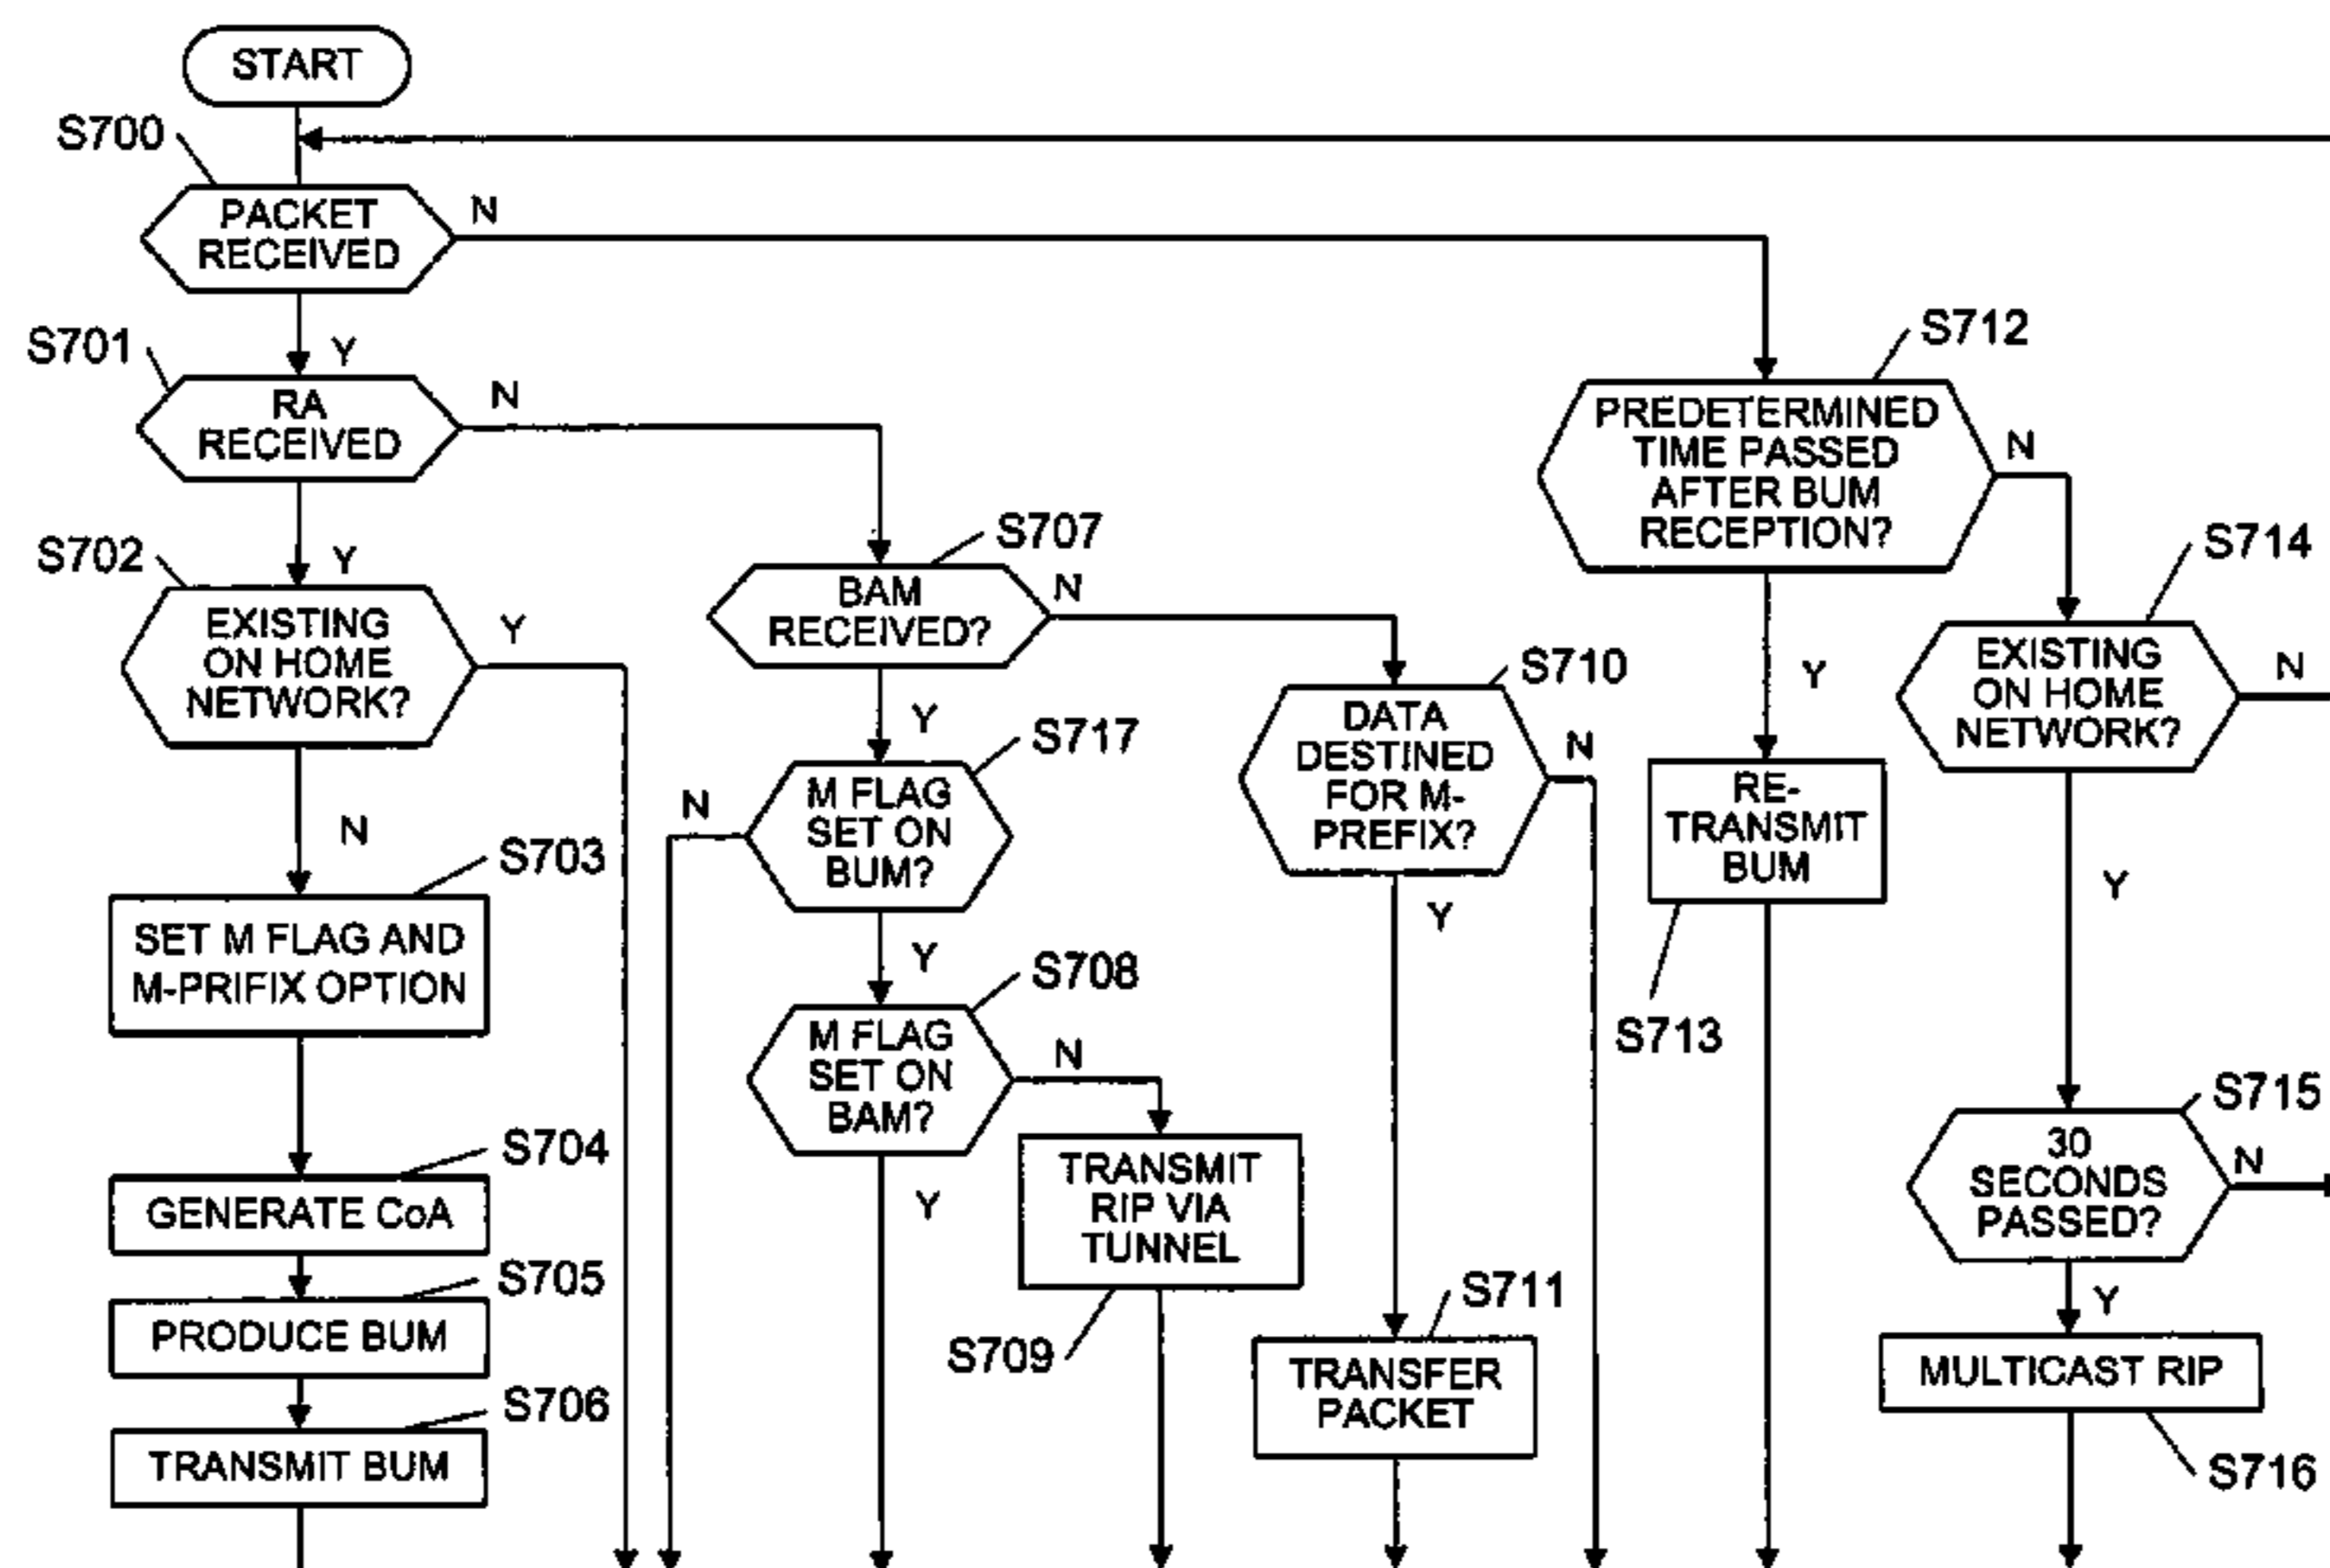 START
S700
PACKET
RECEIVED
N
Y
S701
RA
RECEIVED
N
Y
S702
EXISTING
ON HOME
NETWORK?
Y
N
S703
SET M FLAG AND
M-PRIFIX OPTION
S704
GENERATE CoA
S705
PRODUCE BUM
S706
TRANSMIT BUM
S707
BAM
RECEIVED?
N
Y
S717
M FLAG
SET ON
BUM?
N
Y
S708
M FLAG
SET ON
BAM?
N
Y
TRANSMIT
RIP VIA
TUNNEL
S709
S710
DATA
DESTINED
FOR M-
PREFIX?
N
Y
S711
TRANSFER
PACKET
S712
PREDETERMINED
TIME PASSED
AFTER BUM
RECEPTION?
N
Y
RE-
TRANSMIT
BUM
S713
S714
EXISTING
ON HOME
NETWORK?
N
Y
S715
30
SECONDS
PASSED?
N
Y
MULTICAST RIP
S716